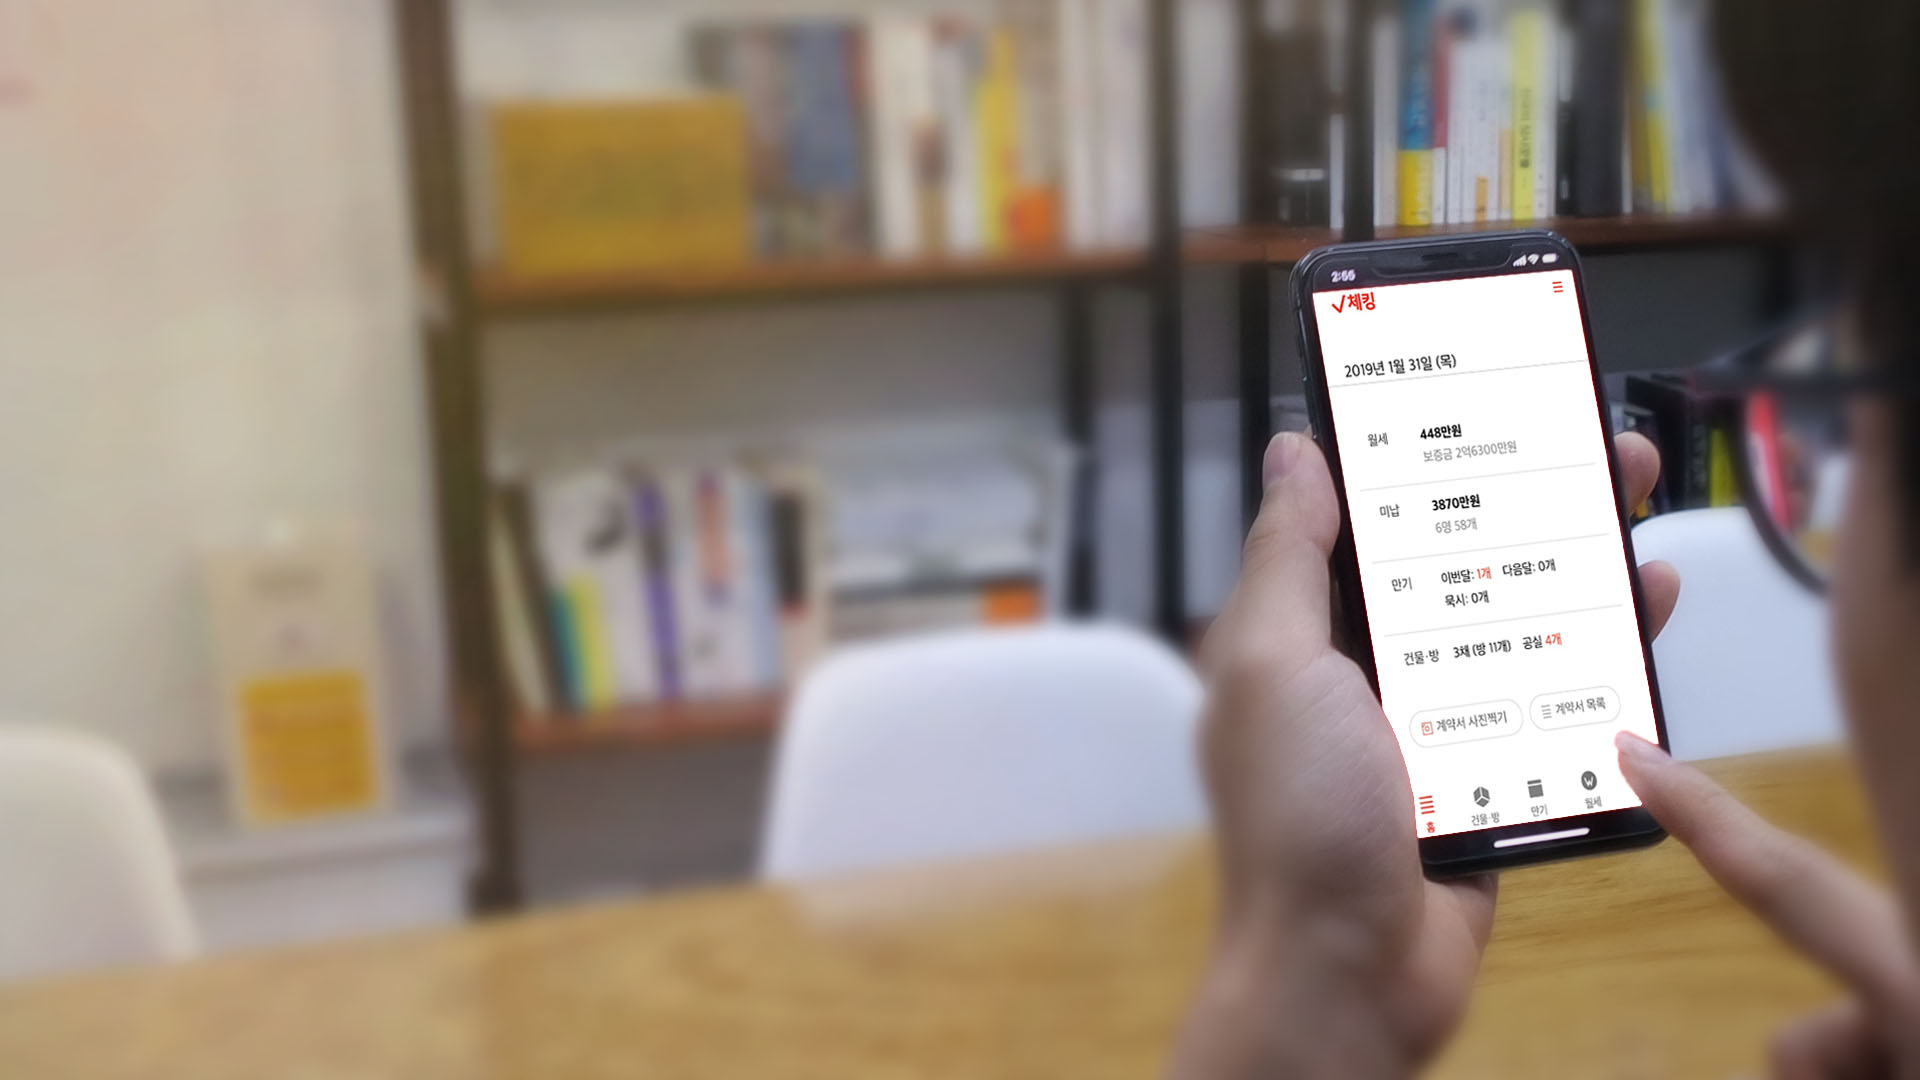 2:55
체킹
2019년 1월 31일 (목)
월세 448만원
보증금 2억6300만원
미납 3870만원
6명 58개
만기 이번달: 1개 다음달: 0개
묵시: 0개
건물·방 3채 (방 11개) 공실 4개
계약서 사진찍기 계약서 목록
홈 건물·방 만기 월세